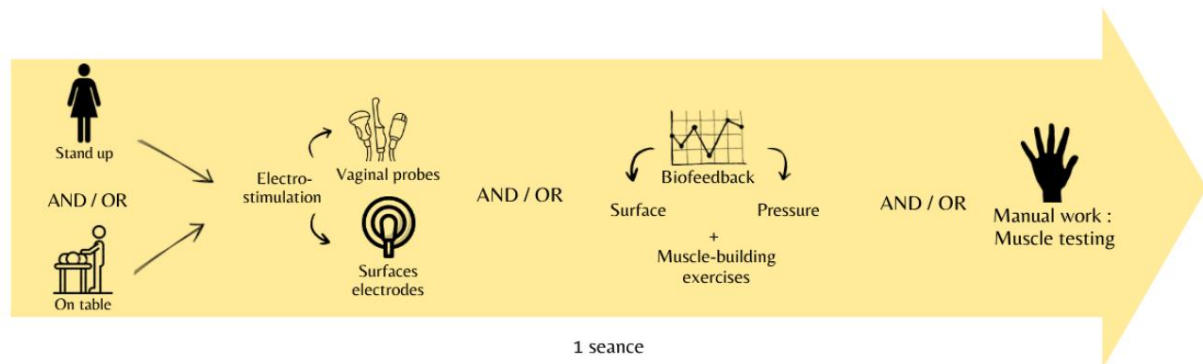 Stand up
AND / OR
On table
Electro-
stimulation
Vaginal probes
Surfaces
electrodes
AND / OR
Biofeedback
Surface
Pressure
+
Muscle-building
exercises
AND / OR
Manual work :
Muscle testing
1 seance